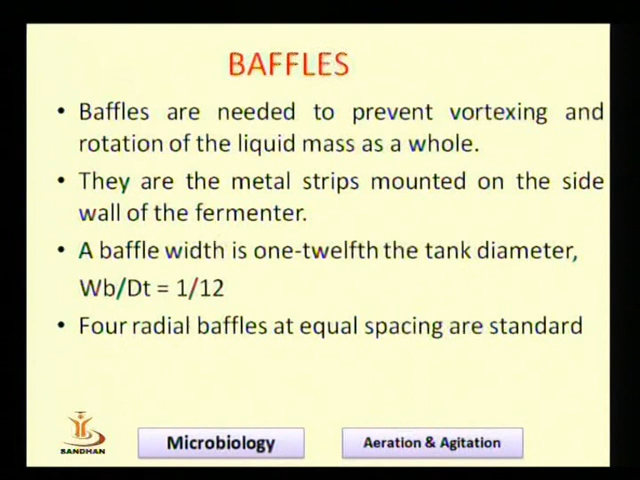 BAFFLES
• Baffles are needed to prevent vortexing and
rotation of the liquid mass as a whole.
• They are the metal strips mounted on the side
wall of the fermenter.
• A baffle width is one-twelfth the tank diameter,
Wb/Dt = 1/12
• Four radial baffles at equal spacing are standard
SANDHAN
Microbiology
Aeration & Agitation